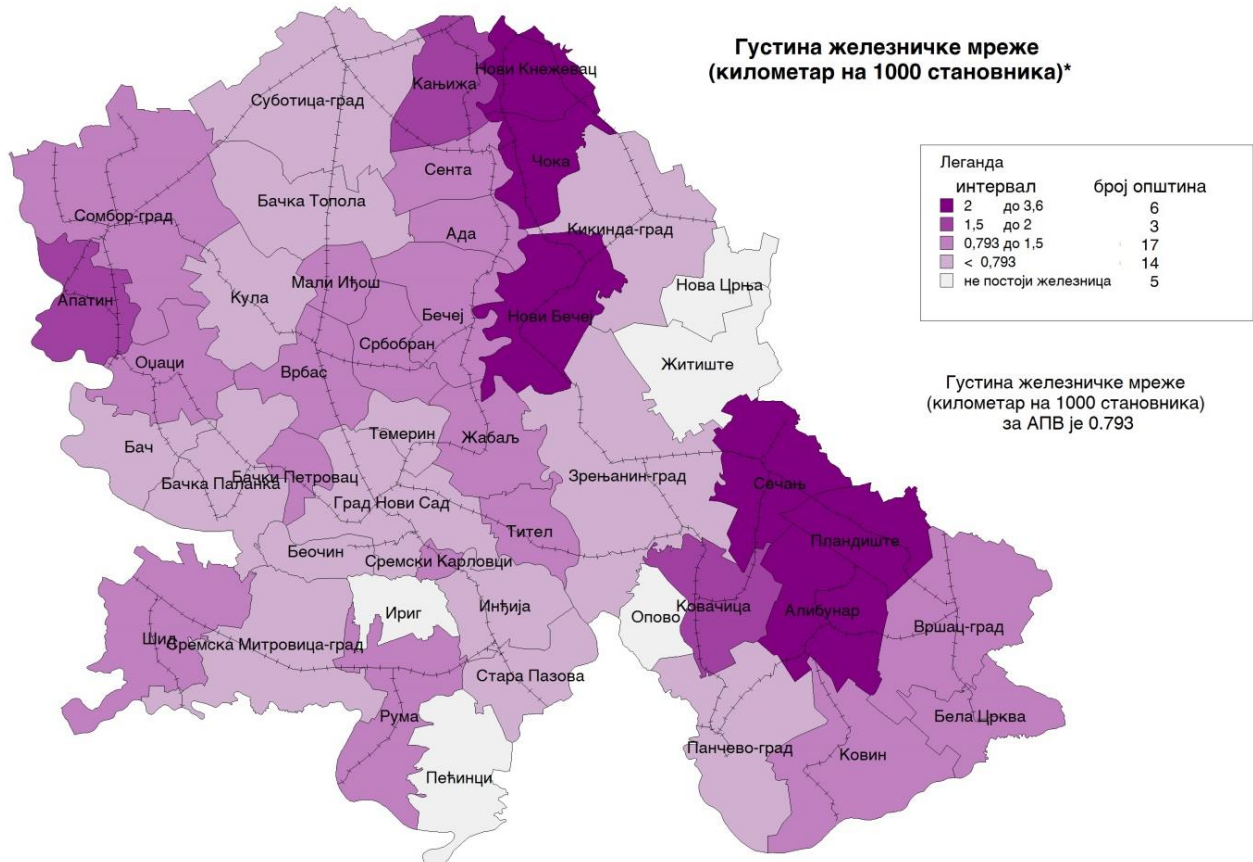 Густина железничке мреже
(километар на 1000 становника)*
Леганда
интервал број општина
2 до 3,6 6
1,5 до 2 3
0,793 до 1,5 17
< 0,793 14
не постоји железница 5
Густина железничке мреже
(километар на 1000 становника)
за АПВ је 0.793
Нови Кнежевац
Кањижа
Суботица-град
Чока
Сента
Бачка Топола
Сомбор-град
Ада
Кикинда-град
Мали Иђош
Нова Црња
Апатин
Кула
Бечеј
Нови Бечеј
Србобран
Оџаци
Врбас
Житиште
Темерин
Жабаљ
Бач
Бачка Паланка
Бачки Петровац
Зрењанин-град
Сечањ
Град Нови Сад
Тител
Пландиште
Беочин
Сремски Карловци
Ириг
Инђија
Опово
Ковачица
Алибунар
Вршац-град
Шид
Сремска Митровица-град
Стара Пазова
Рума
Бела Црква
Панчево-град
Ковин
Пећинци